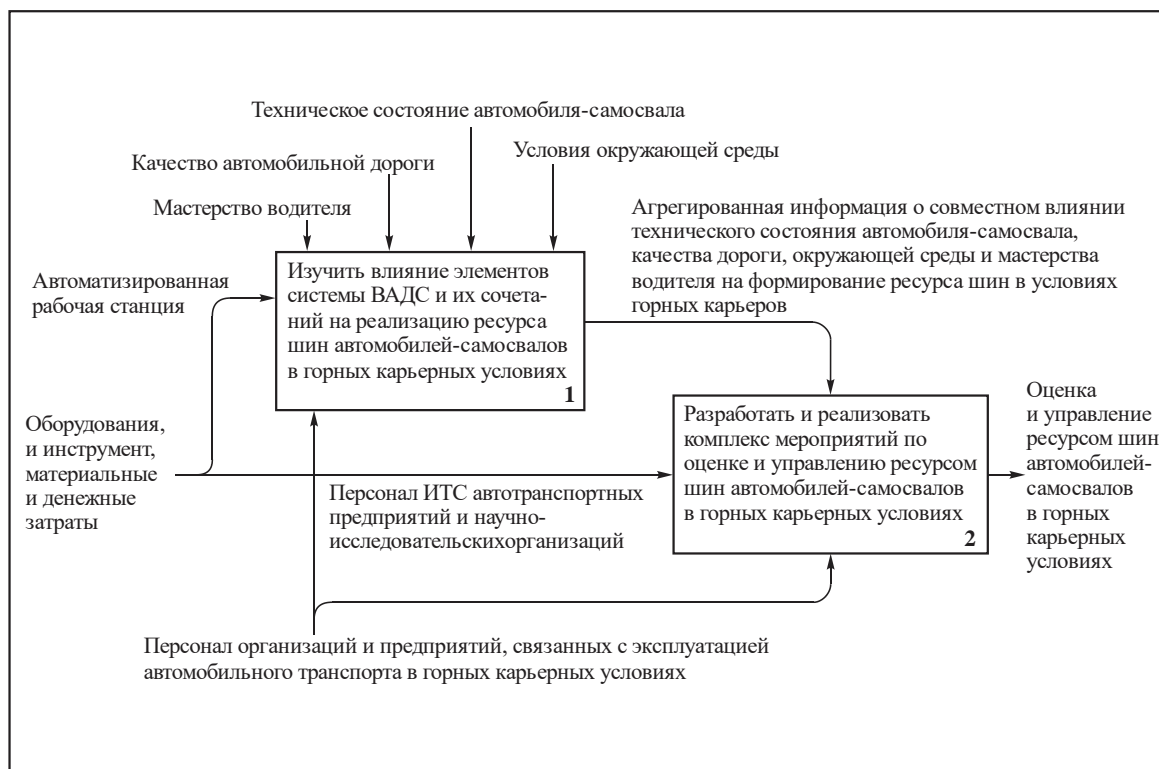 Техническое состояние автомобиля-самосвала
Качество автомобильной дороги
Условия окружающей среды
Мастерство водителя
Автоматизированная
рабочая станция
Изучить влияние элементов
системы ВАДС и их сочета-
ний на реализацию ресурса
шин автомобилей-самосвалов
в горных карьерных условиях
1
Агрегированная информация о совместном влиянии
технического состояния автомобиля-самосвала,
качества дороги, окружающей среды и мастерства
водителя на формирование ресурса шин в условиях
горных карьеров
Оборудования,
и инструмент,
материальные
и денежные
затраты
Персонал ИТС автотранспортных
предприятий и научно-
исследовательскихорганизаций
Разработать и реализовать
комплекс мероприятий по
оценке и управлению ресурсом
шин автомобилей-самосвалов
в горных карьерных условиях
2
Оценка
и управление
ресурсом шин
автомобилей-
самосвалов
в горных
карьерных
условиях
Персонал организаций и предприятий, связанных с эксплуатацией
автомобильного транспорта в горных карьерных условиях